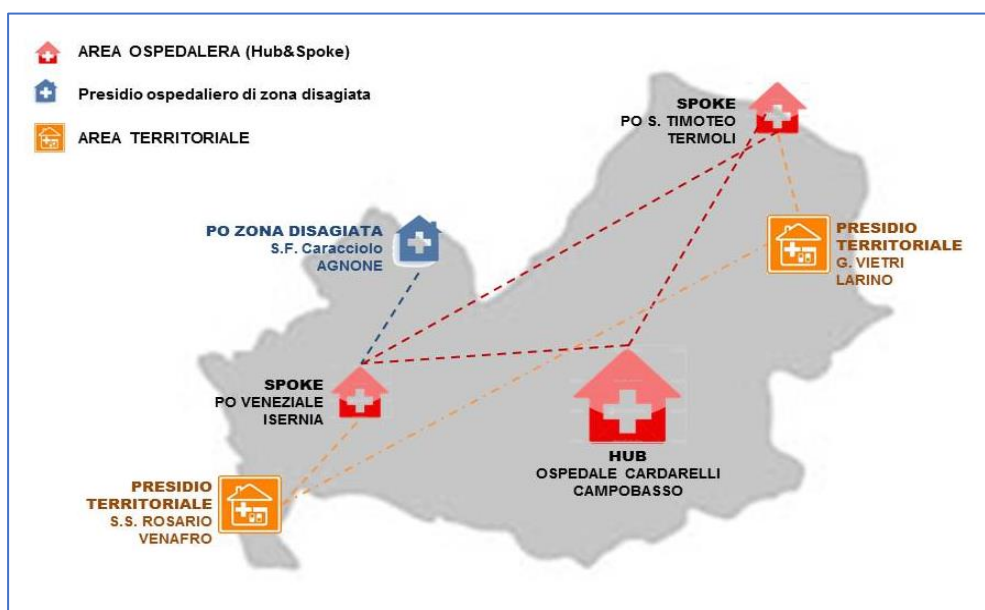 AREA OSPEDALERA (Hub&Spoke)
Presidio ospedaliero di zona disagiata
AREA TERRITORIALE
SPOKE
PO S. TIMOTEO
TERMOLI
PO ZONA DISAGIATA
S.F. Caracciolo
AGNONE
PRESIDIO
TERRITORIALE
G. VIETRI
LARINO
SPOKE
PO VENEZIALE
ISERNIA
HUB
OSPEDALE CARDARELLI
CAMPOBASSO
PRESIDIO
TERRITORIALE
S.S. ROSARIO
VENAFRO